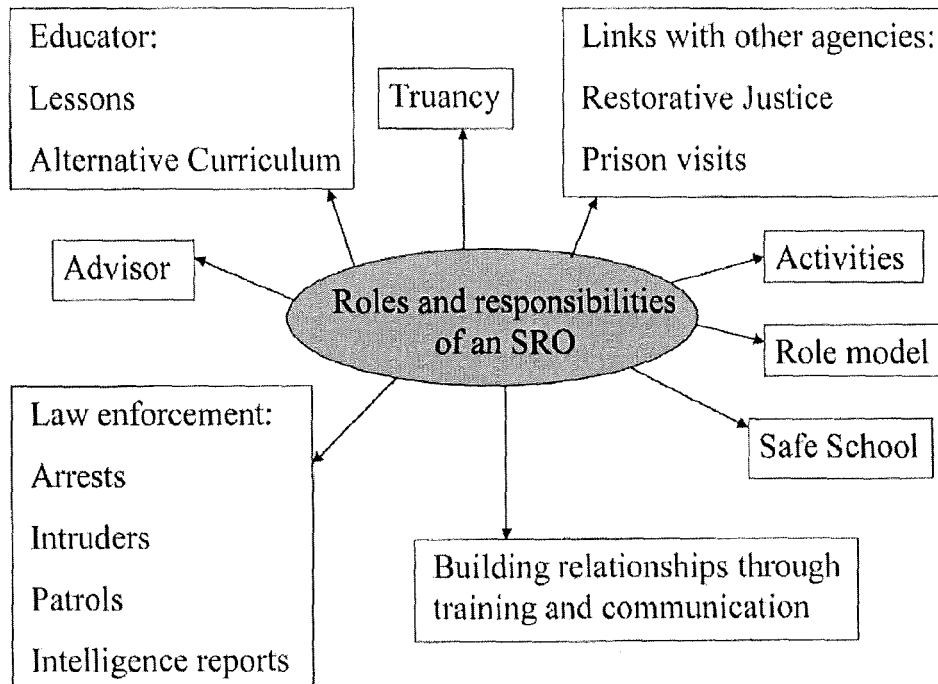 Educator:
Lessons
Alternative Curriculum
Truancy
Links with other agencies:
Restorative Justice
Prison visits
Advisor
Roles and responsibilities
of an SRO
Activities
Role model
Safe School
Law enforcement:
Arrests
Intruders
Patrols
Intelligence reports
Building relationships through
training and communication